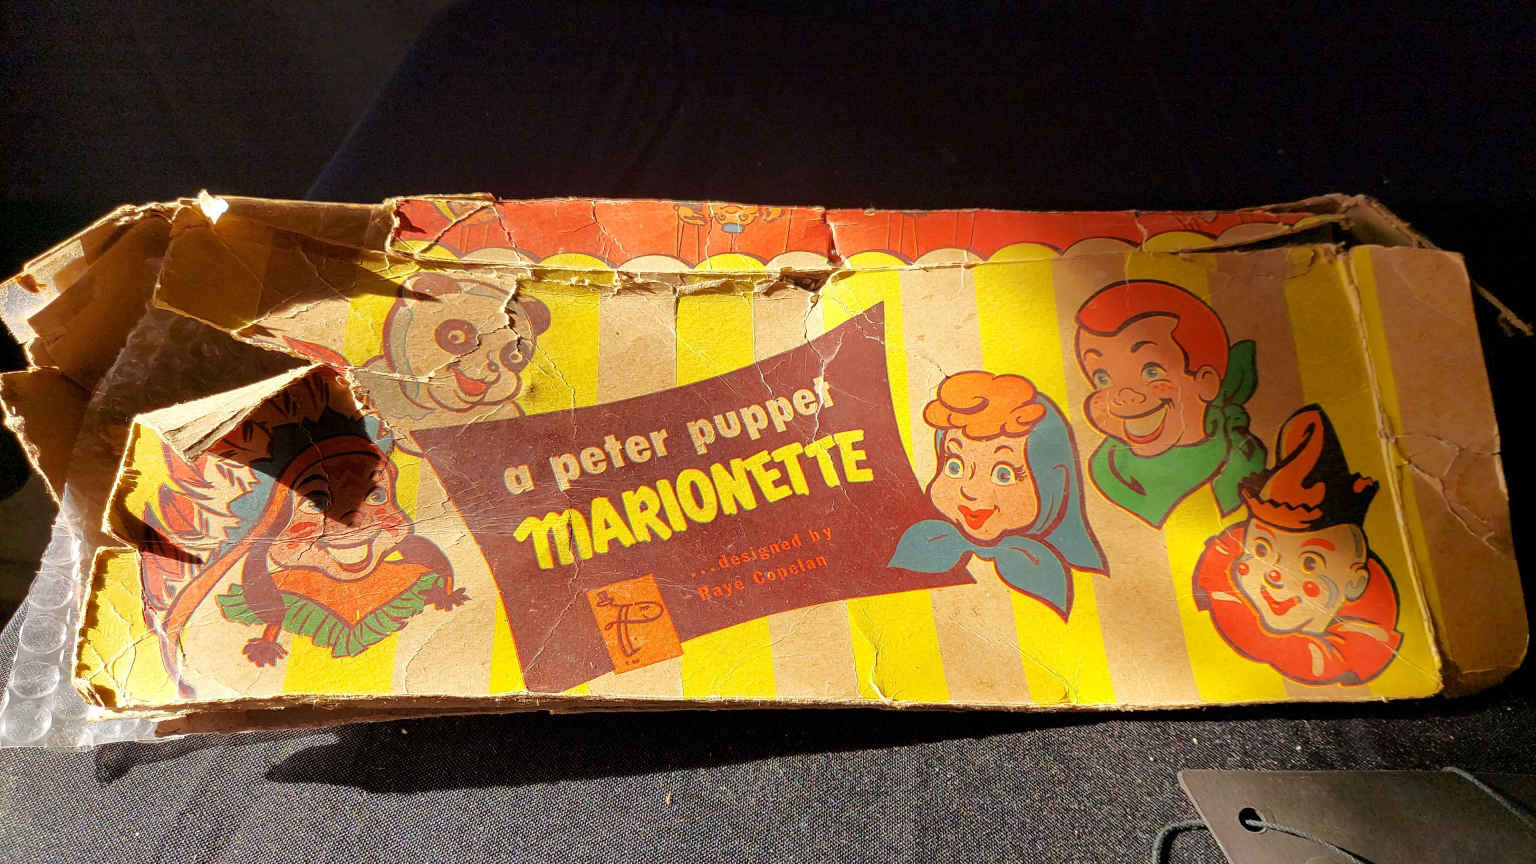 a peter puppet
MARIONETTE
...designed by
Raye Copelan